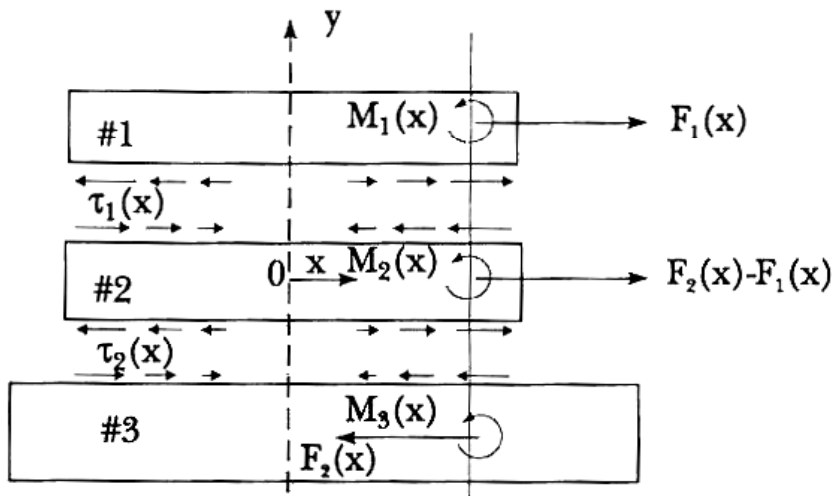 y
#1 M₁(x) F₁(x)
τ₁(x)
#2 0 x M₂(x) F₂(x)-F₁(x)
τ₂(x)
#3 M₃(x)
F₂(x)